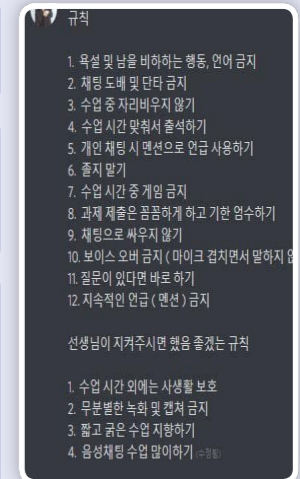 규칙
1. 욕설 및 남을 비하하는 행동, 언어 금지
2. 채팅 도배 및 단타 금지
3. 수업 중 자리비우지 않기
4. 수업 시간 맞춰서 출석하기
5. 개인 채팅 시 멘션으로 연급 사용하기
6. 졸지 말기
7. 수업 시간 중 게임 금지
8. 과제 제출은 꼼꼼하게 하고 기한 엄수하기
9. 채팅으로 싸우지 않기
10. 보이스 오버 금지 ( 마이크 겹치면서 말하지
11. 질문이 있다면 바로 하기
12. 지속적인 연급 ( 멘션 ) 금지
선생님이 지켜주시면 했음 좋겠는 규칙
1. 수업 시간 외에는 사생활 보호
2. 무분별한 녹화 및 캡쳐 금지
3. 짧고 굵은 수업 지향하기
4. 음성채팅 수업 많이하기 (수정됨)